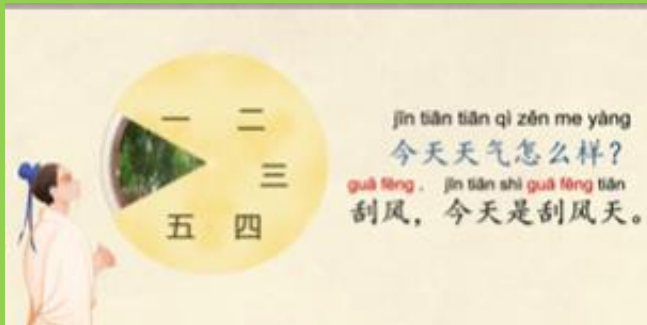 一 二
三
五 四
jīn tiān tiān qì zěn me yàng
今天天气怎么样？
guā fēng， jīn tiān shì guā fēng tiān
刮风，今天是刮风天。